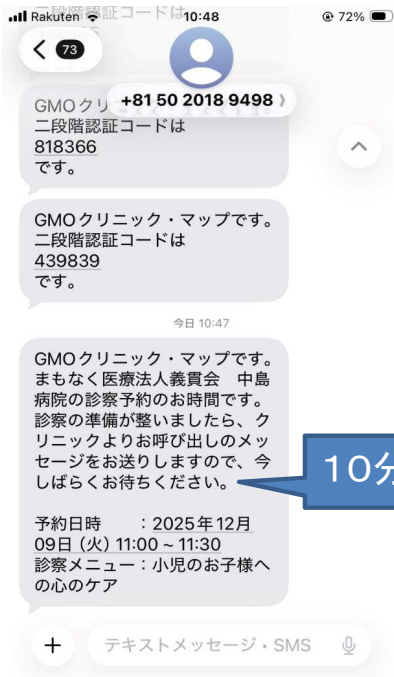 Rakuten
10:48
72%
73
+81 50 2018 9498
GMOクリ
二段階認証コードは
818366
です。
GMOクリニック・マップです。
二段階認証コードは
439839
です。
今日 10:47
GMOクリニック・マップです。
まもなく医療法人義貫会　中島
病院の診察予約のお時間です。
診察の準備が整いましたら、ク
リニックよりお呼び出しのメッ
セージをお送りしますので、今
しばらくお待ちください。
10分
予約日時　　：2025年12月
09日（火）11:00 ~ 11:30
診察メニュー：小児のお子様へ
の心のケア
テキストメッセージ・SMS